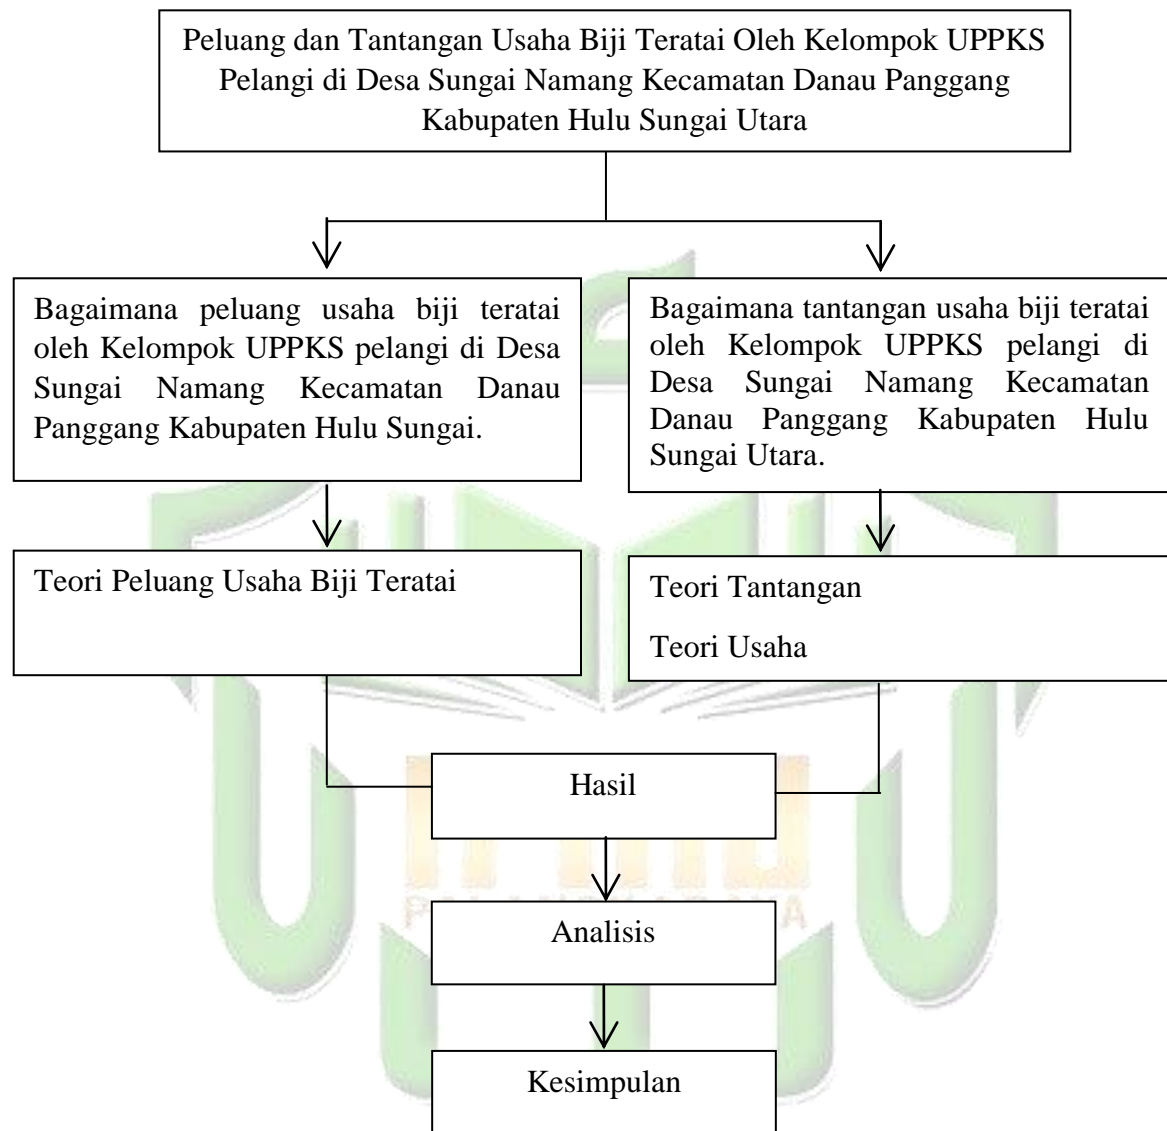 Peluang dan Tantangan Usaha Biji Teratai Oleh Kelompok UPPKS
Pelangi di Desa Sungai Namang Kecamatan Danau Panggang
Kabupaten Hulu Sungai Utara
Bagaimana peluang usaha biji teratai
oleh Kelompok UPPKS pelangi di Desa
Sungai Namang Kecamatan Danau
Panggang Kabupaten Hulu Sungai.
Bagaimana tantangan usaha biji teratai
oleh Kelompok UPPKS pelangi di
Desa Sungai Namang Kecamatan
Danau Panggang Kabupaten Hulu
Sungai Utara.
Teori Peluang Usaha Biji Teratai
Teori Tantangan
Teori Usaha
Hasil
Analisis
Kesimpulan